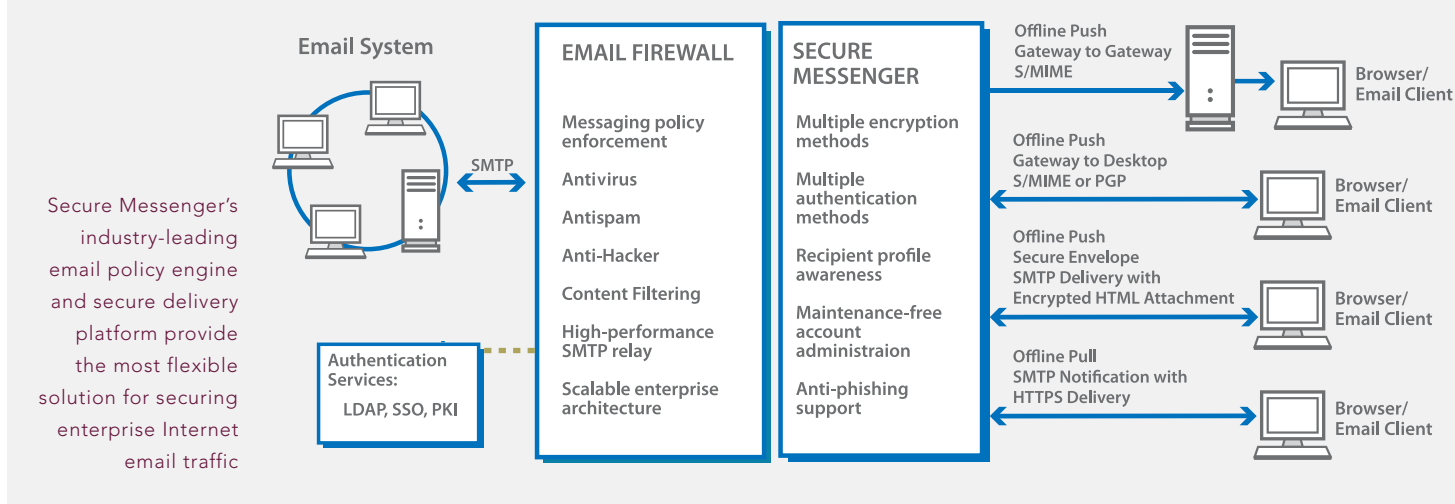 Secure Messenger's
industry-leading
email policy engine
and secure delivery
platform provide
the most flexible
solution for securing
enterprise Internet
email traffic
Email System
SMTP
Authentication
Services:
LDAP, SSO, PKI
EMAIL FIREWALL
Messaging policy
enforcement
Antivirus
Antispam
Anti-Hacker
Content Filtering
High-performance
SMTP relay
Scalable enterprise
architecture
SECURE
MESSENGER
Multiple encryption
methods
Multiple
authentication
methods
Recipient profile
awareness
Maintenance-free
account
administraion
Anti-phishing
support
Offline Push
Gateway to Gateway
S/MIME
Browser/
Email Client
Offline Push
Gateway to Desktop
S/MIME or PGP
Browser/
Email Client
Offline Push
Secure Envelope
SMTP Delivery with
Encrypted HTML Attachment
Browser/
Email Client
Offline Pull
SMTP Notification with
HTTPS Delivery
Browser/
Email Client